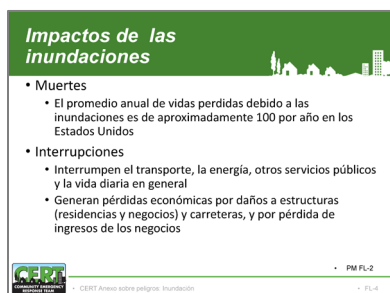 Impactos de las
inundaciones
• Muertes
• El promedio anual de vidas perdidas debido a las
inundaciones es de aproximadamente 100 por año en los
Estados Unidos
• Interrupciones
• Interrumpen el transporte, la energía, otros servicios públicos
y la vida diaria en general
• Generan pérdidas económicas por daños a estructuras
(residencias y negocios) y carreteras, y por pérdida de
ingresos de los negocios
• PM FL-2
CERT
COMMUNITY EMERGENCY
RESPONSE TEAM
• CERT Anexo sobre peligros: Inundación
• FL-4